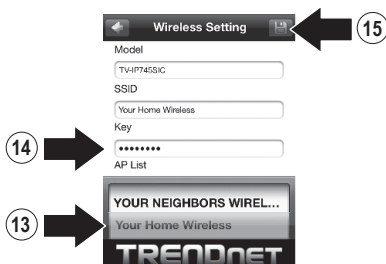 Wireless Setting
15
Model
TV-IP745SIC
SSID
Your Home Wireless
Key
14
••••••••
AP List
YOUR NEIGHBORS WIREL...
13
Your Home Wireless
TRENDNET